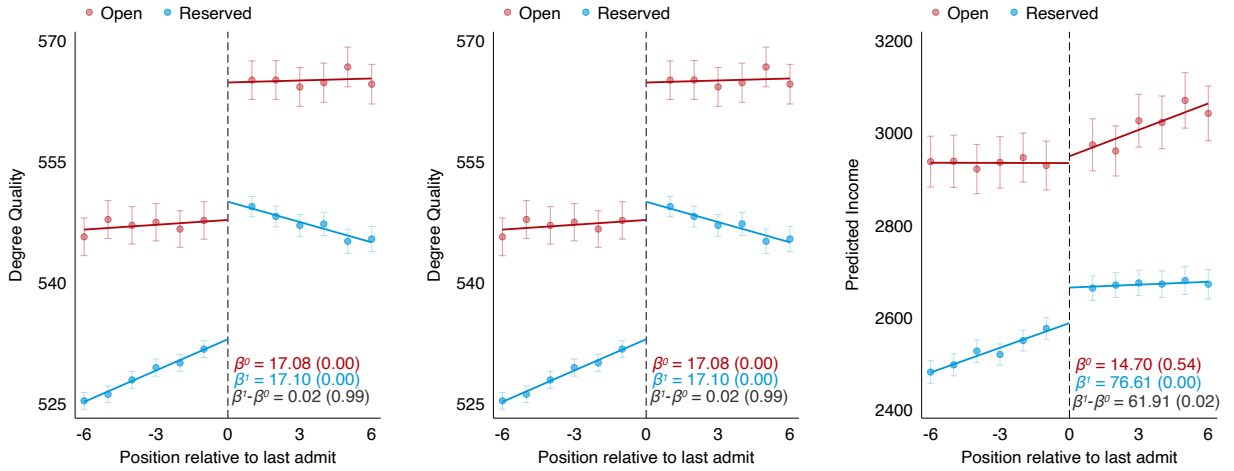 Open Reserved
570
555
540
525
Degree Quality
β⁰ = 17.08 (0.00)
β¹ = 17.10 (0.00)
β¹-β⁰ = 0.02 (0.99)
-6 -3 0 3 6
Position relative to last admit
Open Reserved
570
555
540
525
Degree Quality
β⁰ = 17.08 (0.00)
β¹ = 17.10 (0.00)
β¹-β⁰ = 0.02 (0.99)
-6 -3 0 3 6
Position relative to last admit
Open Reserved
3200
3000
2800
2600
2400
Predicted Income
β⁰ = 14.70 (0.54)
β¹ = 76.61 (0.00)
β¹-β⁰ = 61.91 (0.02)
-6 -3 0 3 6
Position relative to last admit